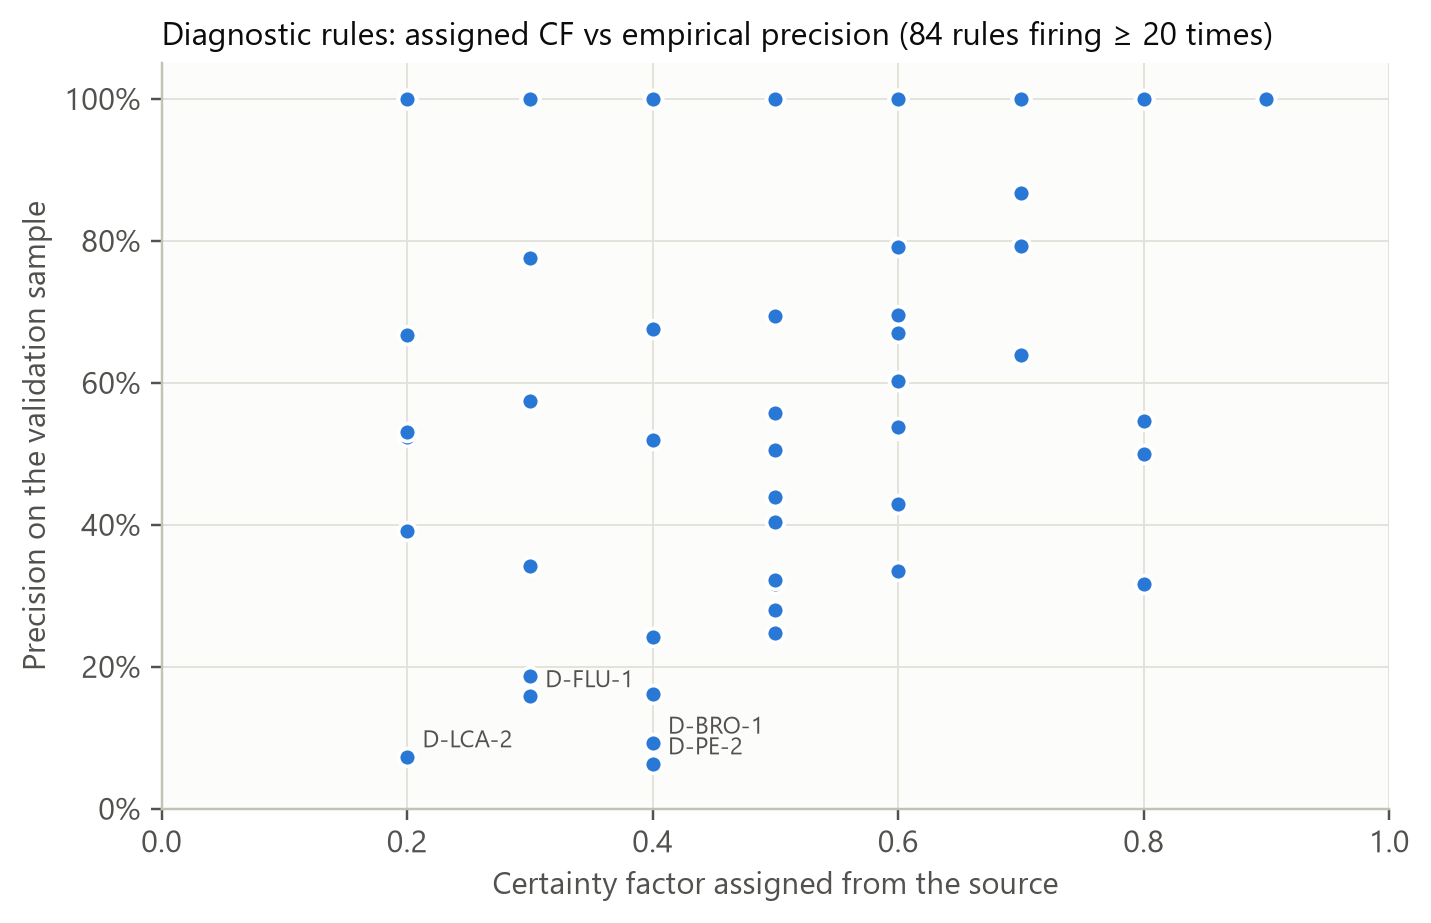 Diagnostic rules: assigned CF vs empirical precision (84 rules firing ≥ 20 times)
Precision on the validation sample
100%
80%
60%
40%
20%
0%
D-FLU-1
D-BRO-1
D-LCA-2
D-PE-2
0.0
0.2
0.4
0.6
0.8
1.0
Certainty factor assigned from the source